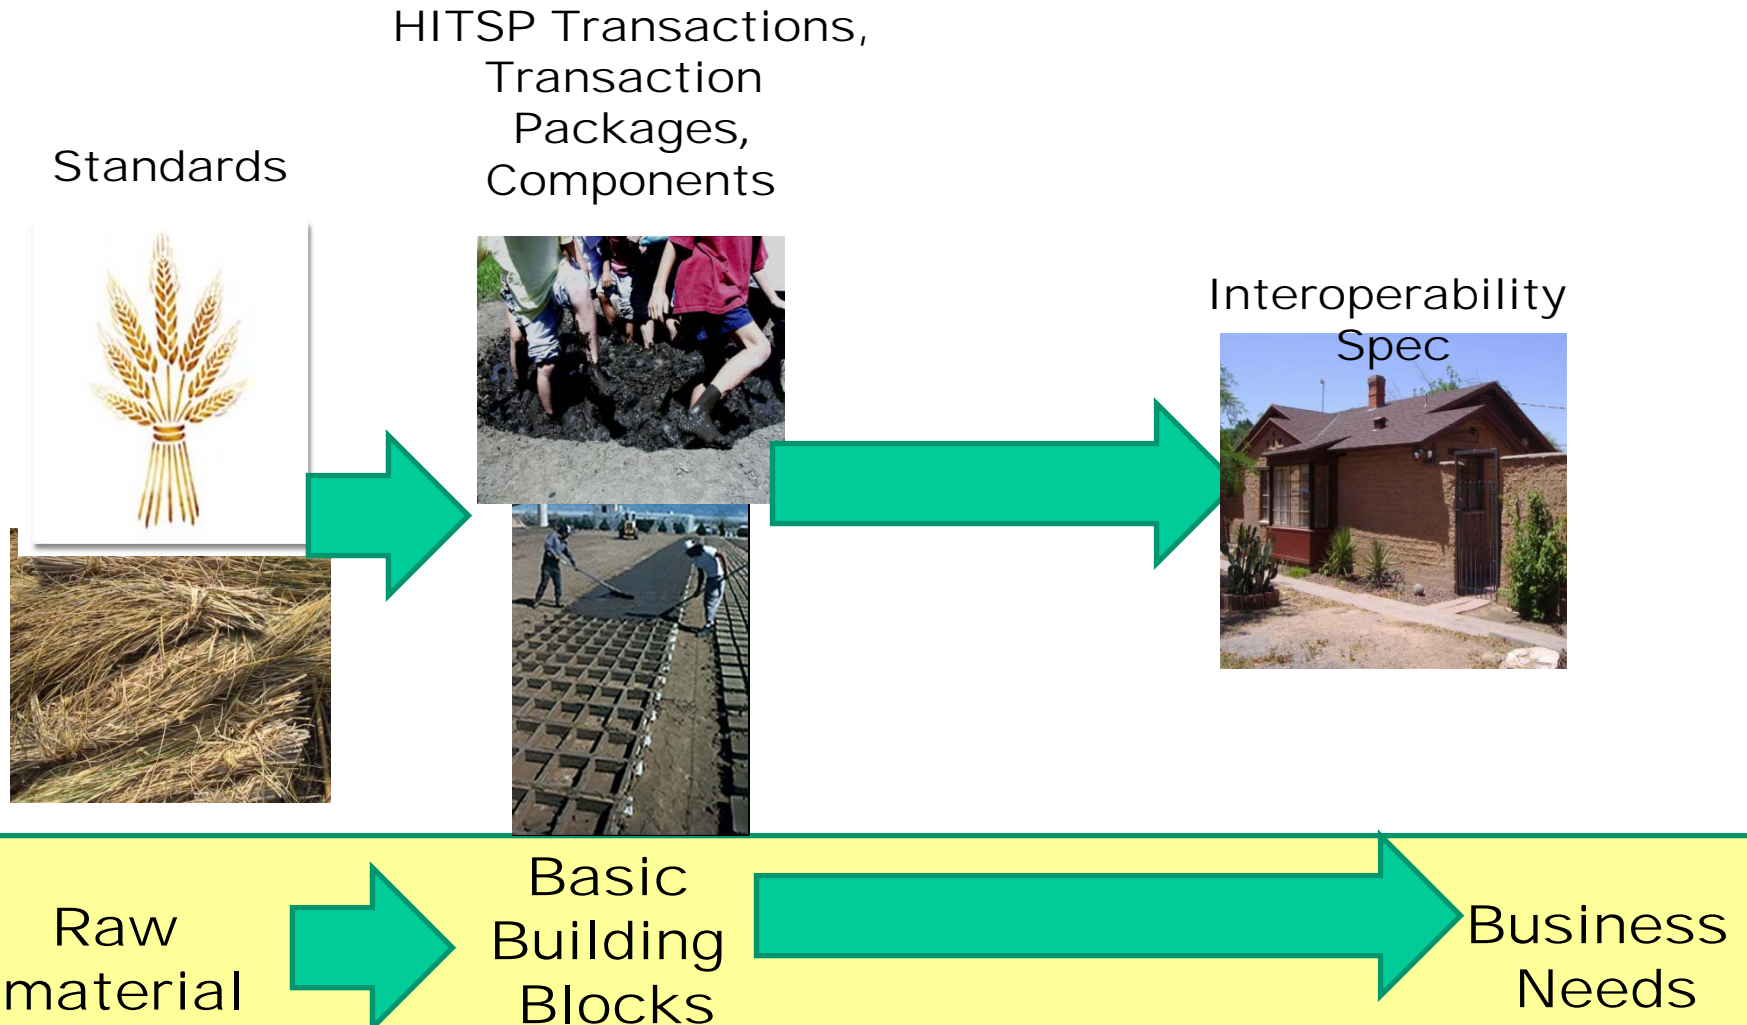 HITSP Transactions,
Transaction
Packages,
Components
Standards
Interoperability
Spec
Raw
material
Basic
Building
Blocks
Business
Needs